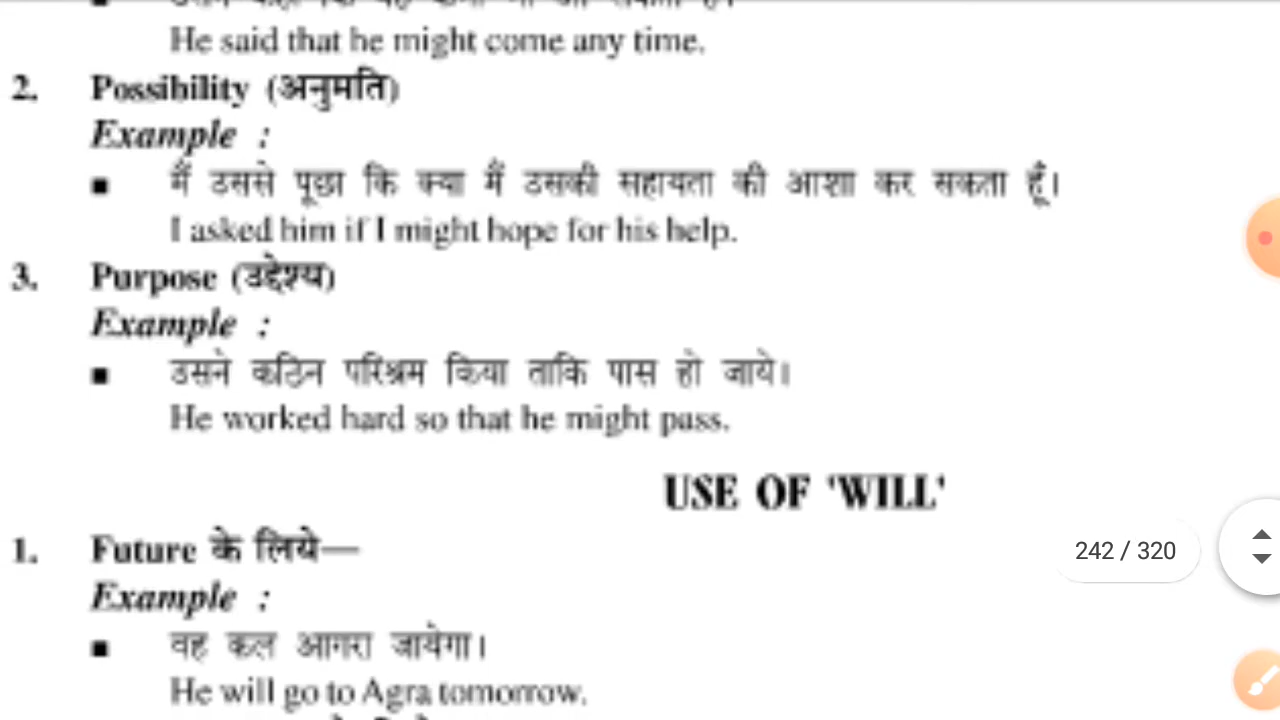 He said that he might come any time.
2. Possibility (अनुमति)
Example :
■ मैं उससे पूछा कि क्या मैं उसकी सहायता की आशा कर सकता हूँ।
I asked him if I might hope for his help.
3. Purpose (उद्देश्य)
Example :
■ उसने कठिन परिश्रम किया ताकि पास हो जाये।
He worked hard so that he might pass.
USE OF 'WILL'
1. Future के लिये—
242 / 320
Example :
■ वह कल आगरा जायेगा।
He will go to Agra tomorrow.